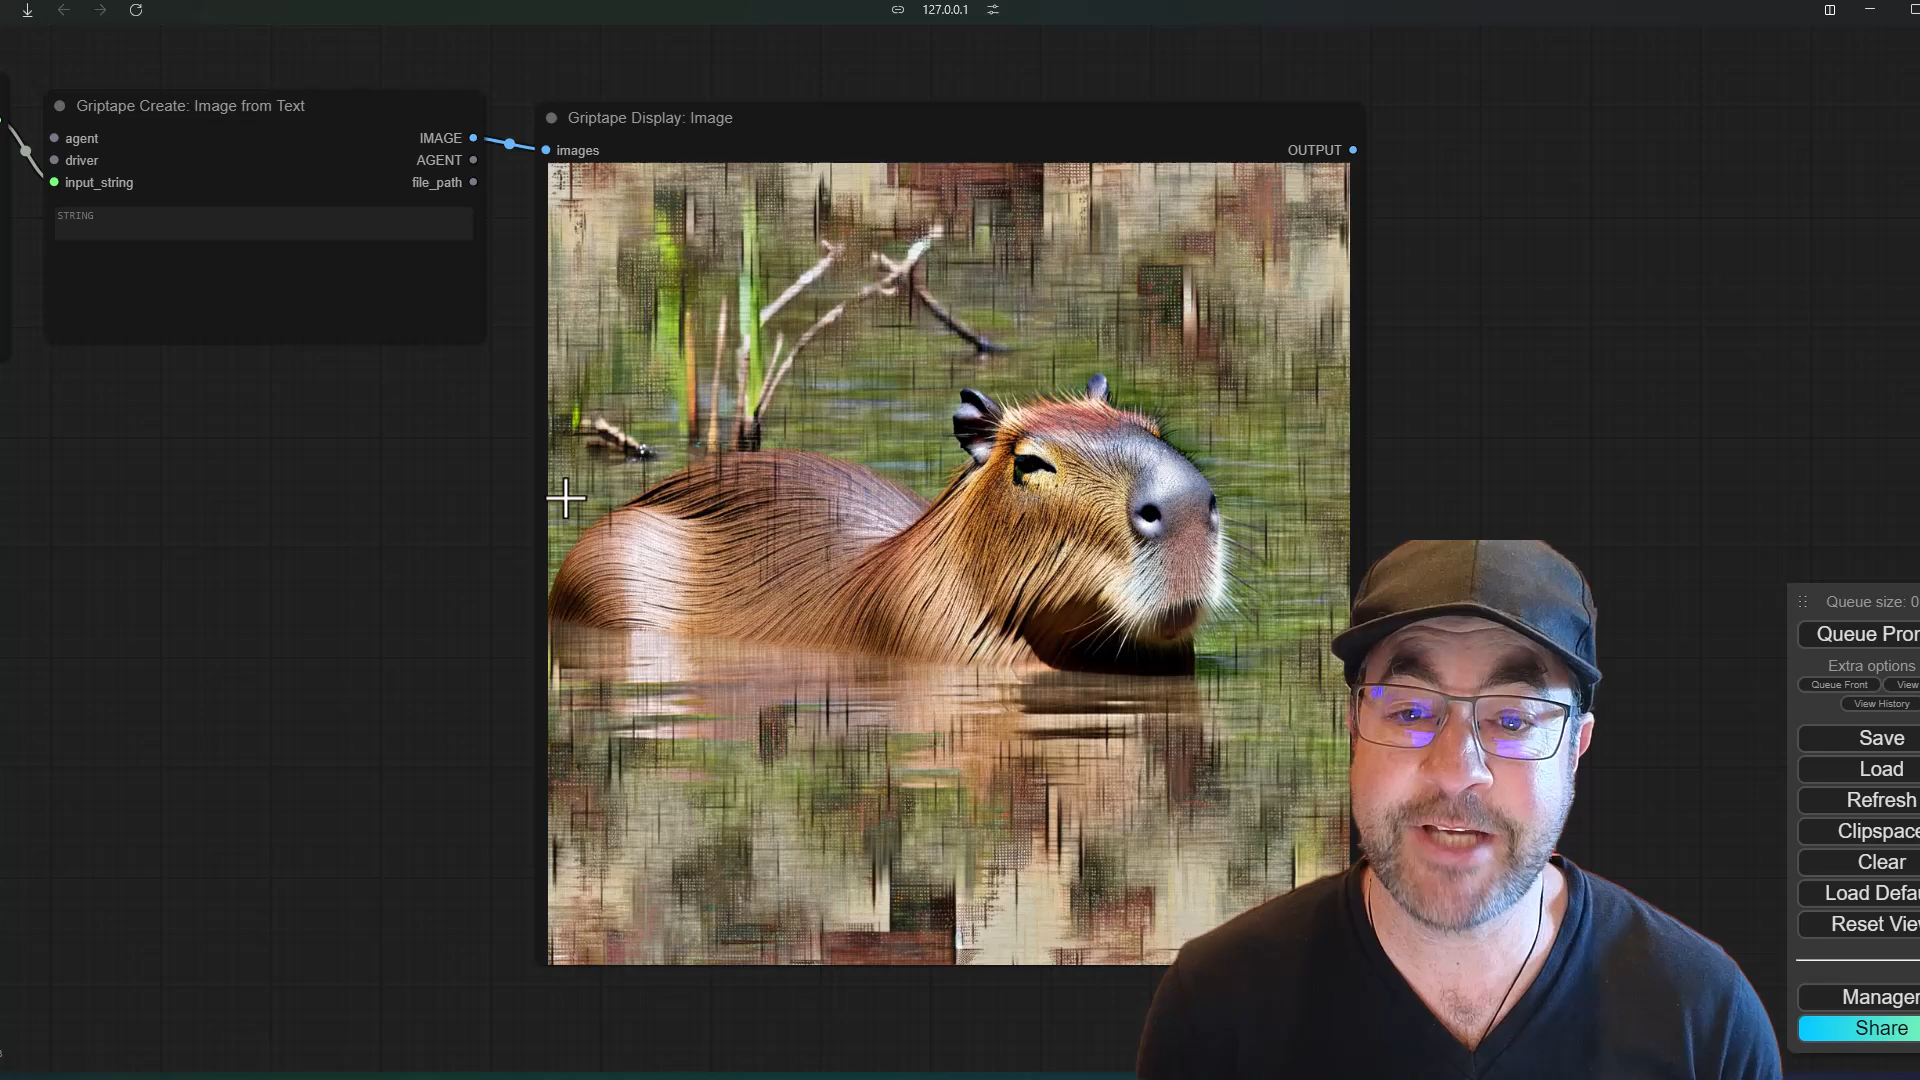 127.0.0.1
Griptape Create: Image from Text
agent
IMAGE
driver
AGENT
input_string
file_path
STRING
Griptape Display: Image
images
OUTPUT
Queue size: 0
Queue Pror
Extra options
Queue Front
View
View History
Save
Load
Refresh
Clipspace
Clear
Load Defau
Reset View
Manager
Share